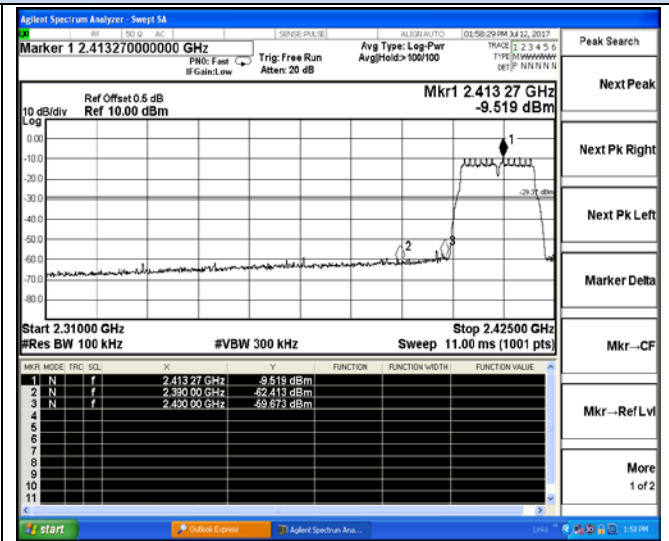 Agilent Spectrum Analyzer - Swept SA
RF 50 Ω AC SENSE:PULSE ALIGN AUTO 01:58:29 PM Jul 12, 2017
Marker 1 2.413270000000 GHz
PNO: Fast
IFGain:Low
Trig: Free Run
Atten: 20 dB
Avg Type: Log-Pwr
Avg|Hold:> 100/100
TRACE 1 2 3 4 5 6
TYPE
DET P N N N N N
Ref Offset 0.5 dB
Ref 10.00 dBm
10 dB/div
Log
Mkr1 2.413 27 GHz
-9.519 dBm
0.00
-10.0
-20.0
-30.0
-40.0
-50.0
-60.0
-70.0
-80.0
1
2
3
Start 2.31000 GHz Stop 2.42500 GHz
#Res BW 100 kHz #VBW 300 kHz Sweep 11.00 ms (1001 pts)
MKR MODE TRC SCL X Y FUNCTION FUNCTION WIDTH FUNCTION VALUE
1 N f 2.413 27 GHz -9.519 dBm
2 N f 2.390 00 GHz -62.413 dBm
3 N f 2.400 00 GHz -59.673 dBm
4
5
6
7
8
9
10
11
Peak Search
Next Peak
Next Pk Right
Next Pk Left
Marker Delta
Mkr→CF
Mkr→Ref Lvl
More
1 of 2
start
Outlook Express
Agilent Spectrum Ana...
Links
1:58 PM